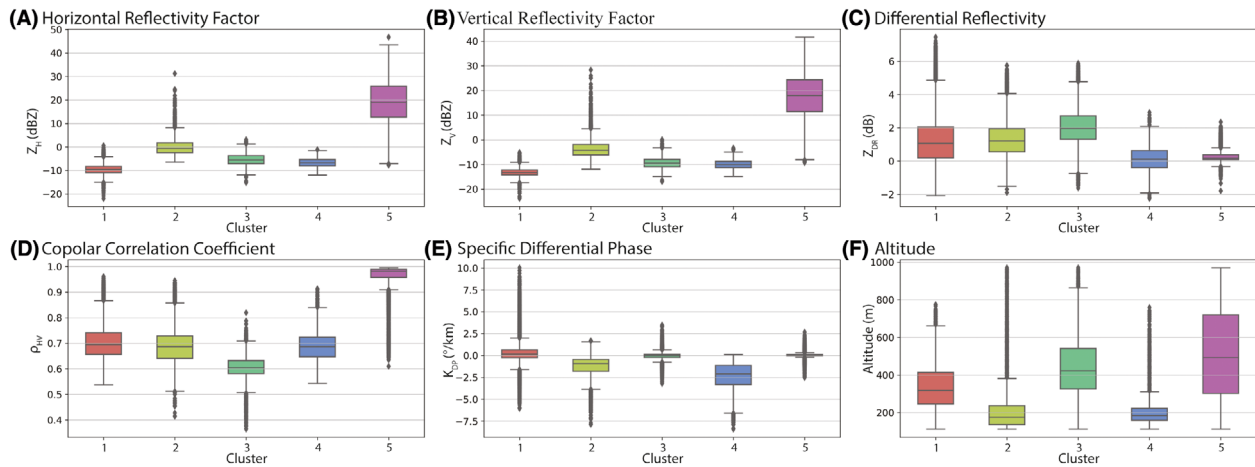 (A) Horizontal Reflectivity Factor
50
40
30
20
10
0
−10
−20
Z_H (dBZ)
1 2 3 4 5
Cluster
(B) Vertical Reflectivity Factor
40
30
20
10
0
−10
−20
Z_V (dBZ)
1 2 3 4 5
Cluster
(C) Differential Reflectivity
6
4
2
0
−2
Z_DR (dB)
1 2 3 4 5
Cluster
(D) Copolar Correlation Coefficient
1.0
0.9
0.8
0.7
0.6
0.5
0.4
ρ_HV
1 2 3 4 5
Cluster
(E) Specific Differential Phase
10.0
7.5
5.0
2.5
0.0
−2.5
−5.0
−7.5
K_DP (°/km)
1 2 3 4 5
Cluster
(F) Altitude
1000
800
600
400
200
Altitude (m)
1 2 3 4 5
Cluster